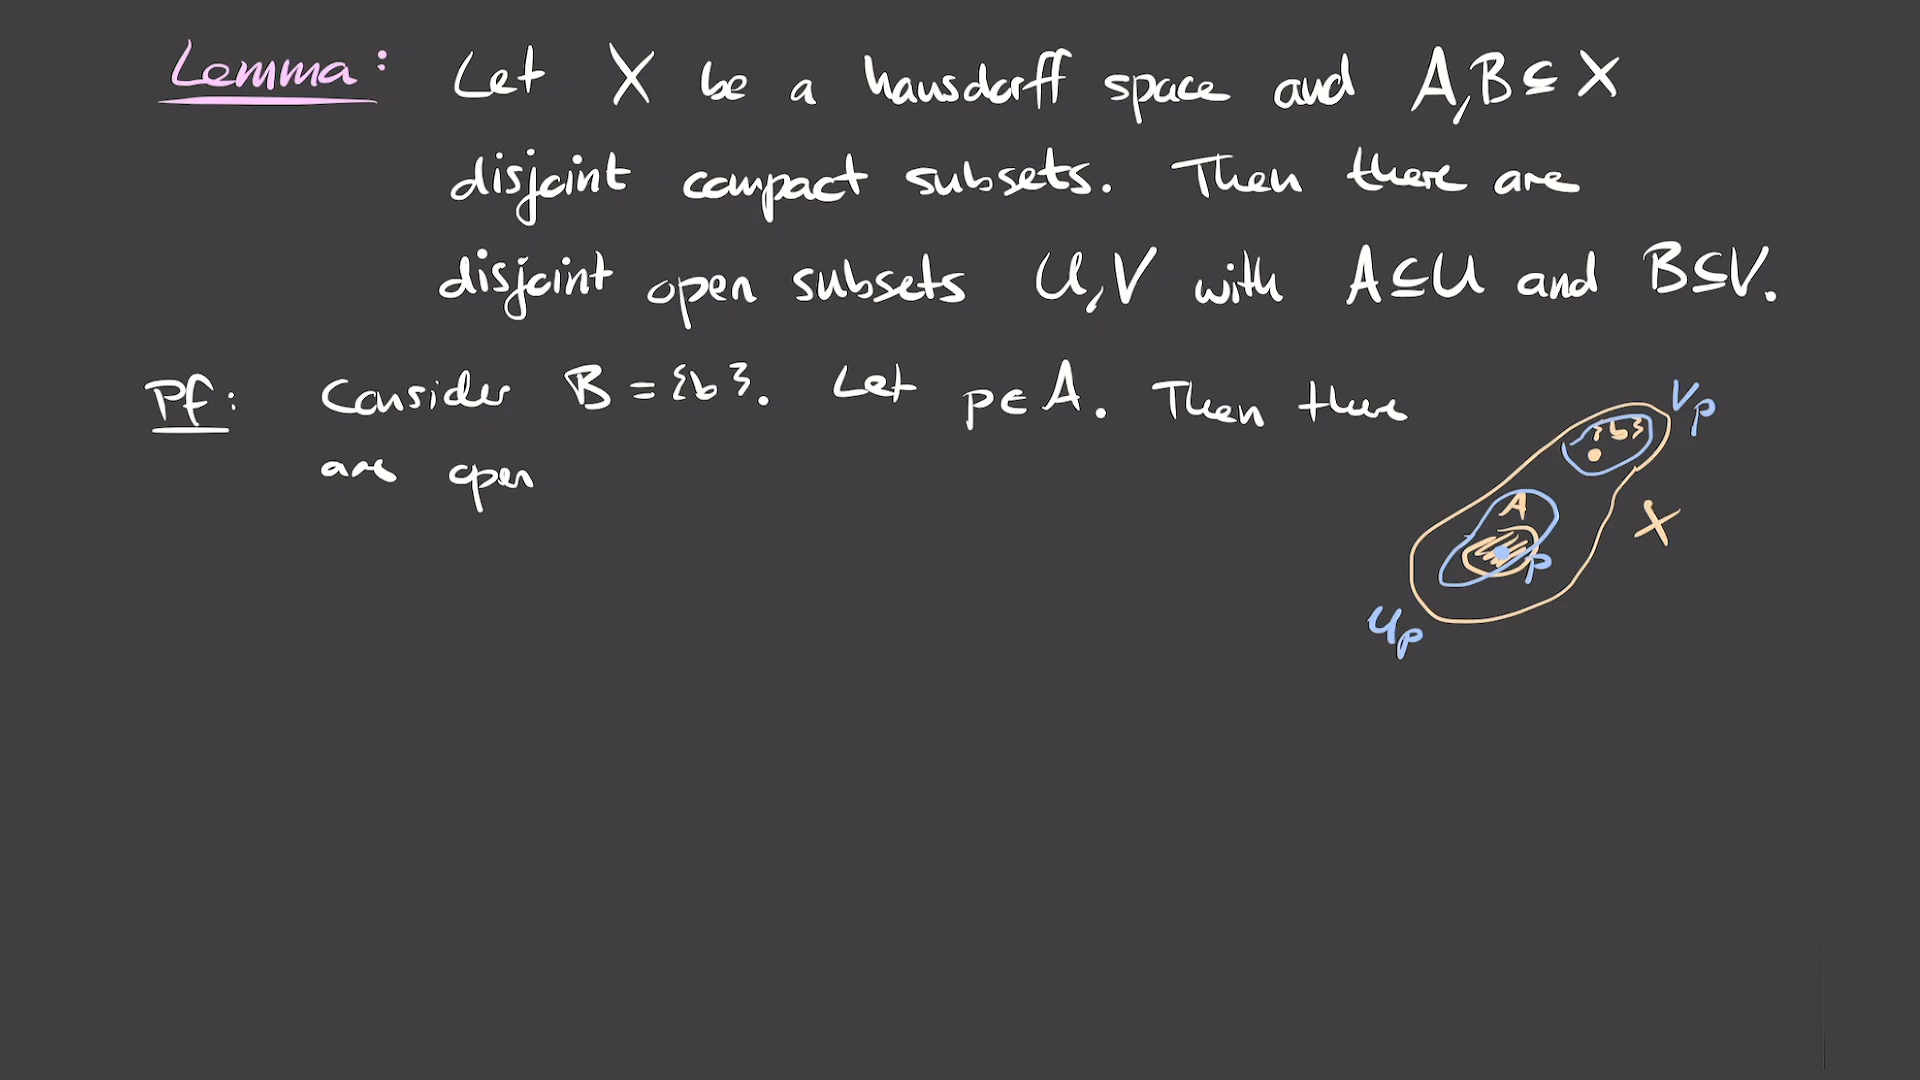 Lemma: Let X be a hausdorff space and A,B ⊆ X
disjoint compact subsets. Then there are
disjoint open subsets U,V with A⊆U and B⊆V.
Pf: Consider B = {b}. Let p∈A. Then there
are open
V_p
{b}
A
X
p
U_p